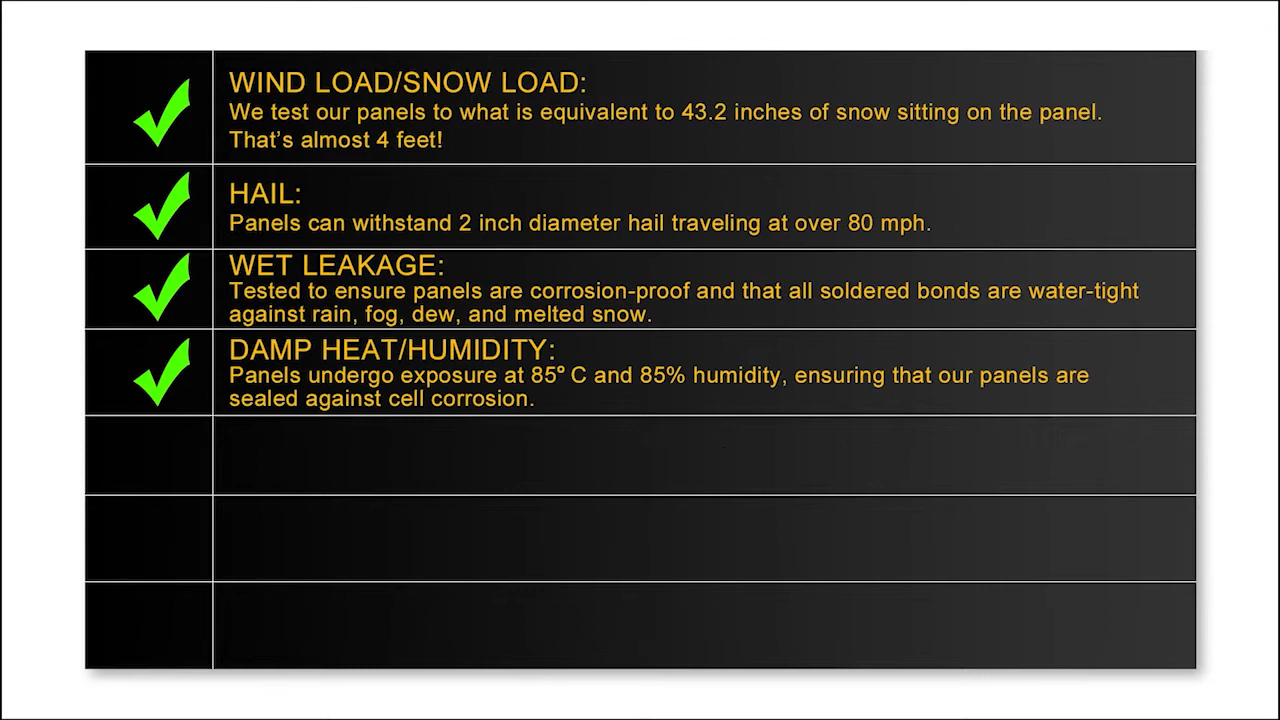 WIND LOAD/SNOW LOAD:
We test our panels to what is equivalent to 43.2 inches of snow sitting on the panel.
That's almost 4 feet!
HAIL:
Panels can withstand 2 inch diameter hail traveling at over 80 mph.
WET LEAKAGE:
Tested to ensure panels are corrosion-proof and that all soldered bonds are water-tight
against rain, fog, dew, and melted snow.
DAMP HEAT/HUMIDITY:
Panels undergo exposure at 85º C and 85% humidity, ensuring that our panels are
sealed against cell corrosion.